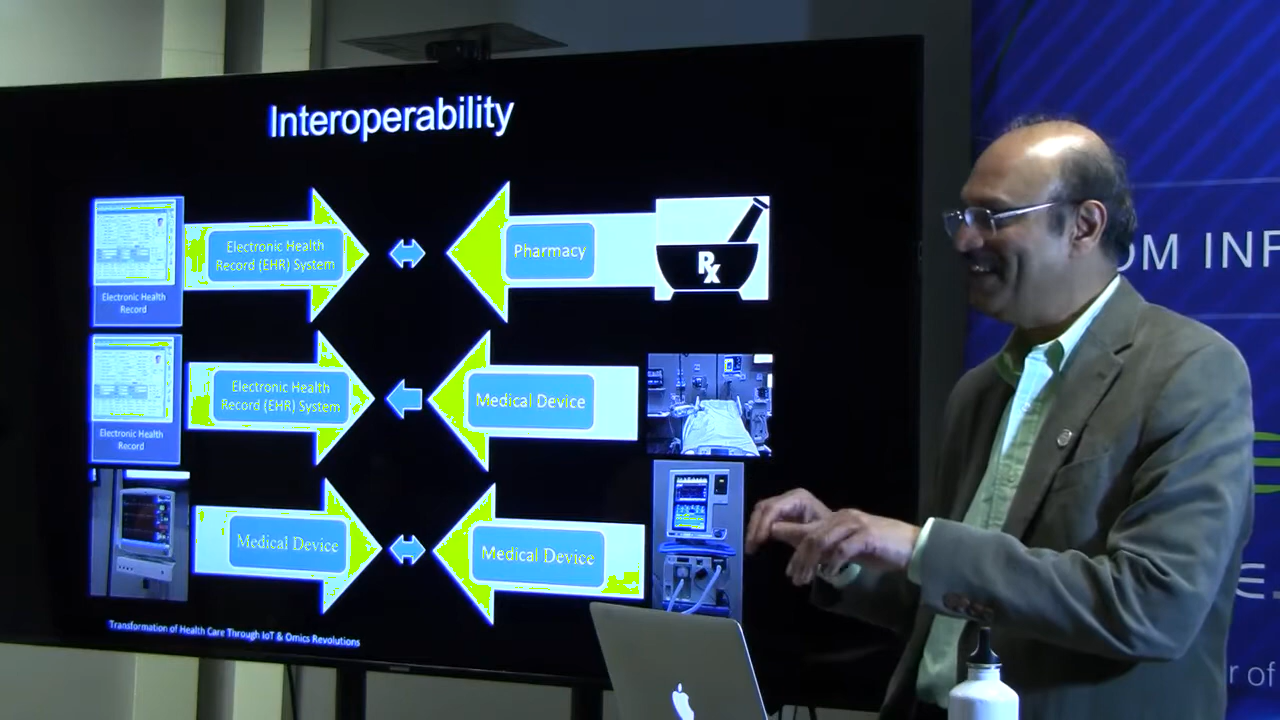 Interoperability
Electronic Health
Record
Electronic Health
Record (EHR) System
Pharmacy
Rx
Electronic Health
Record
Electronic Health
Record (EHR) System
Medical Device
Medical Device
Medical Device
Transformation of Health Care Through IoT & Omics Revolutions
OM INF
E
r of